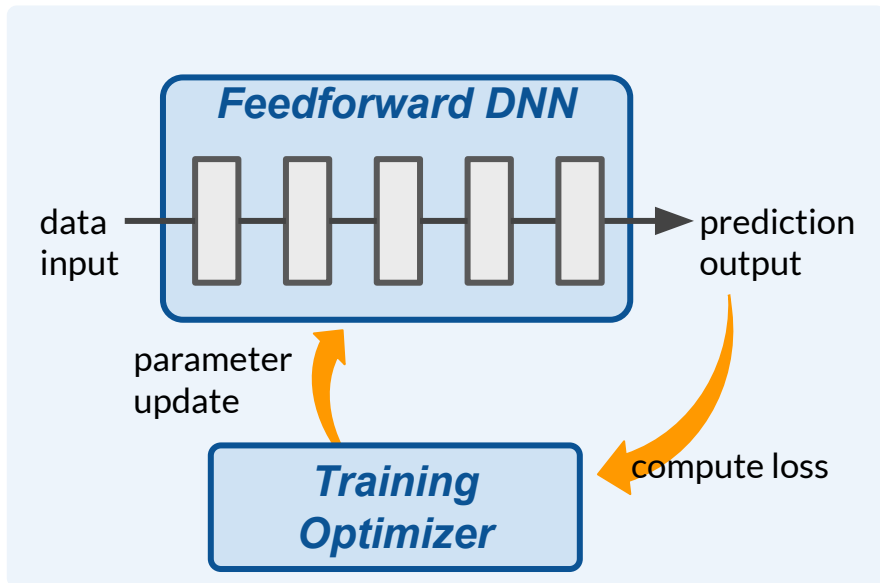 Feedforward DNN
data
input
prediction
output
parameter
update
compute loss
Training
Optimizer